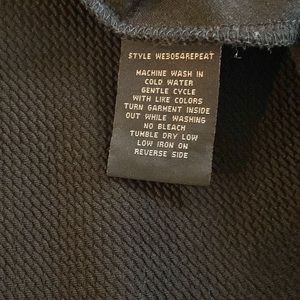 STYLE WE3054REPEAT
MACHINE WASH IN
COLD WATER
GENTLE CYCLE
WITH LIKE COLORS
TURN GARMENT INSIDE
OUT WHILE WASHING
NO BLEACH
TUMBLE DRY LOW
LOW IRON ON
REVERSE SIDE